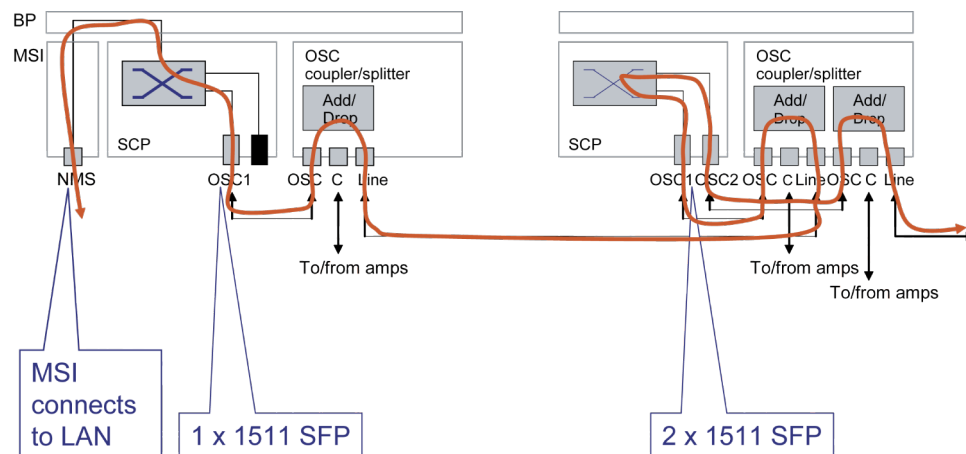 BP
MSI
OSC
coupler/splitter
Add/
Drop
SCP
NMS
OSC1
OSC
C
Line
To/from amps
MSI
connects
to LAN
1 x 1511 SFP
OSC
coupler/splitter
Add/
Drop
Add/
Drop
SCP
OSC1
OSC2
OSC
C
Line
OSC
C
Line
To/from amps
To/from amps
2 x 1511 SFP